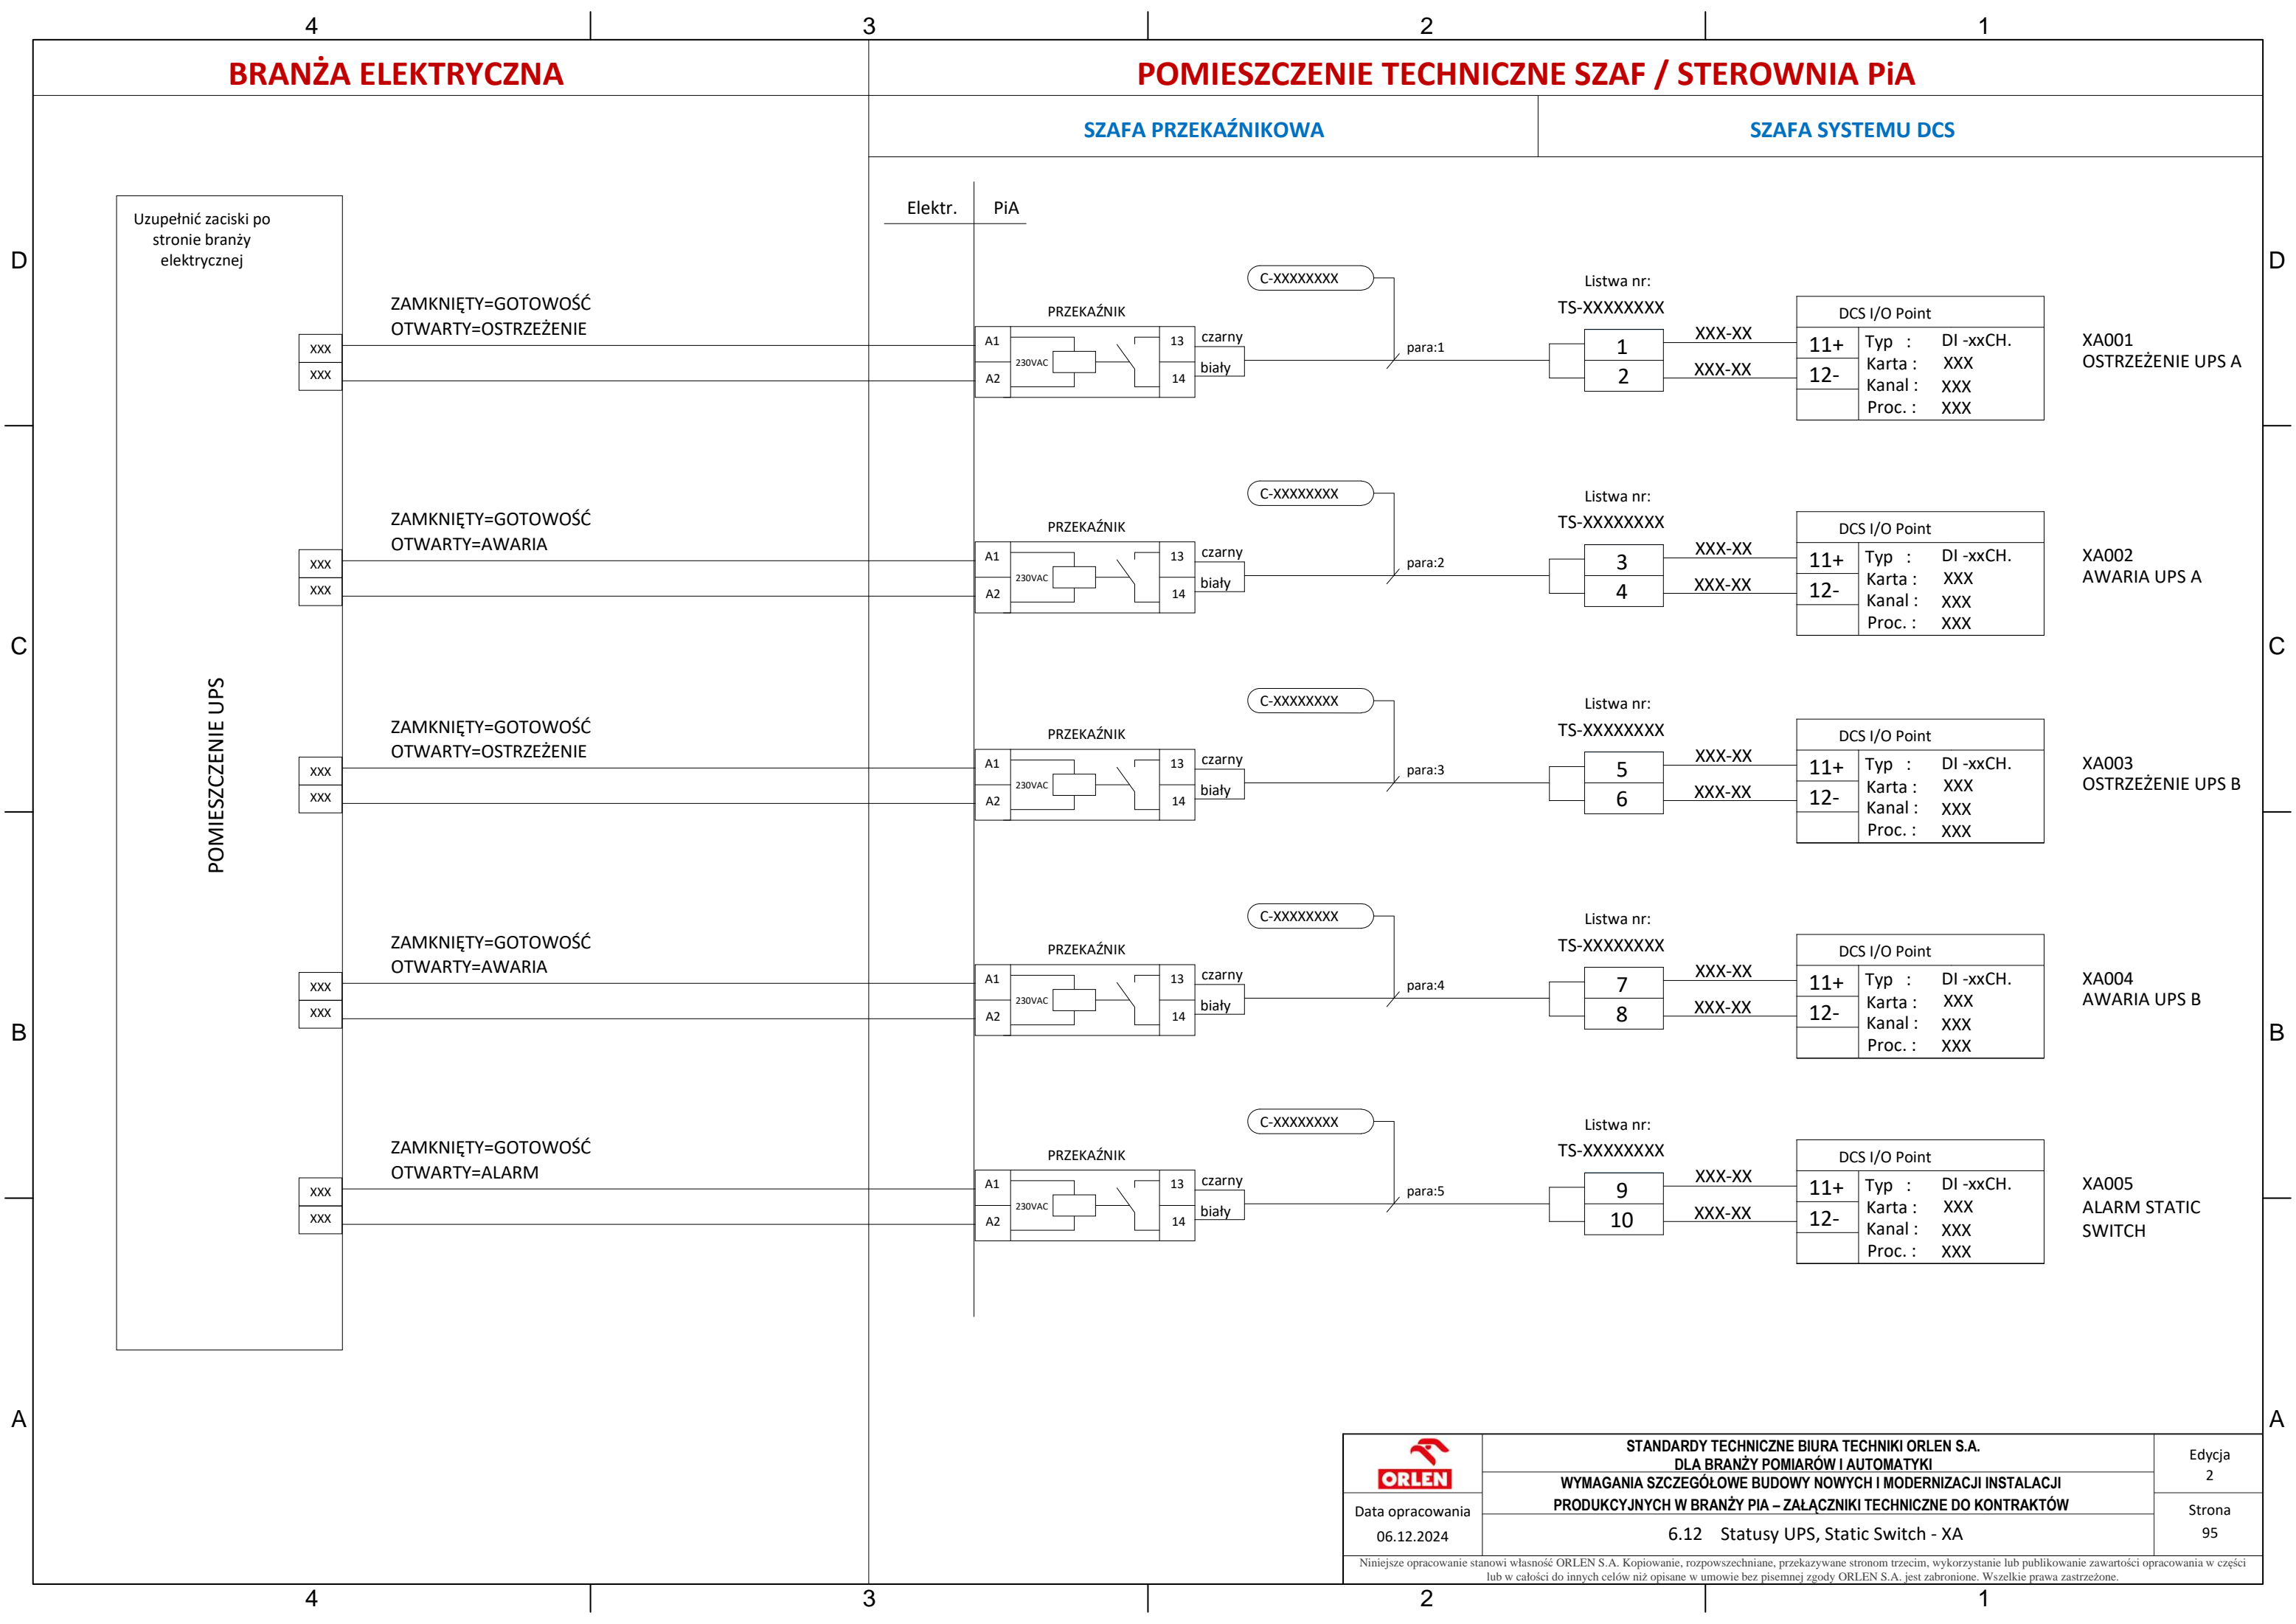 4 3 2 1
BRANŻA ELEKTRYCZNA
POMIESZCZENIE TECHNICZNE SZAF / STEROWNIA PiA
SZAFA PRZEKAŹNIKOWA
SZAFA SYSTEMU DCS
Uzupełnić zaciski po
stronie branży
elektrycznej
POMIESZCZENIE UPS
Elektr. PiA
D D
C C
B B
A A
ZAMKNIĘTY=GOTOWOŚĆ
OTWARTY=OSTRZEŻENIE
XXX
XXX
PRZEKAŹNIK
A1
A2
230VAC
13 czarny
14 biały
C-XXXXXXXX
para:1
Listwa nr:
TS-XXXXXXXX
1 XXX-XX
2 XXX-XX
DCS I/O Point
11+ Typ : DI -xxCH.
12- Karta : XXX
Kanal : XXX
Proc. : XXX
XA001
OSTRZEŻENIE UPS A
ZAMKNIĘTY=GOTOWOŚĆ
OTWARTY=AWARIA
XXX
XXX
PRZEKAŹNIK
A1
A2
230VAC
13 czarny
14 biały
C-XXXXXXXX
para:2
Listwa nr:
TS-XXXXXXXX
3 XXX-XX
4 XXX-XX
DCS I/O Point
11+ Typ : DI -xxCH.
12- Karta : XXX
Kanal : XXX
Proc. : XXX
XA002
AWARIA UPS A
ZAMKNIĘTY=GOTOWOŚĆ
OTWARTY=OSTRZEŻENIE
XXX
XXX
PRZEKAŹNIK
A1
A2
230VAC
13 czarny
14 biały
C-XXXXXXXX
para:3
Listwa nr:
TS-XXXXXXXX
5 XXX-XX
6 XXX-XX
DCS I/O Point
11+ Typ : DI -xxCH.
12- Karta : XXX
Kanal : XXX
Proc. : XXX
XA003
OSTRZEŻENIE UPS B
ZAMKNIĘTY=GOTOWOŚĆ
OTWARTY=AWARIA
XXX
XXX
PRZEKAŹNIK
A1
A2
230VAC
13 czarny
14 biały
C-XXXXXXXX
para:4
Listwa nr:
TS-XXXXXXXX
7 XXX-XX
8 XXX-XX
DCS I/O Point
11+ Typ : DI -xxCH.
12- Karta : XXX
Kanal : XXX
Proc. : XXX
XA004
AWARIA UPS B
ZAMKNIĘTY=GOTOWOŚĆ
OTWARTY=ALARM
XXX
XXX
PRZEKAŹNIK
A1
A2
230VAC
13 czarny
14 biały
C-XXXXXXXX
para:5
Listwa nr:
TS-XXXXXXXX
9 XXX-XX
10 XXX-XX
DCS I/O Point
11+ Typ : DI -xxCH.
12- Karta : XXX
Kanal : XXX
Proc. : XXX
XA005
ALARM STATIC
SWITCH
ORLEN
Data opracowania
06.12.2024
STANDARDY TECHNICZNE BIURA TECHNIKI ORLEN S.A.
DLA BRANŻY POMIARÓW I AUTOMATYKI
WYMAGANIA SZCZEGÓŁOWE BUDOWY NOWYCH I MODERNIZACJI INSTALACJI
PRODUKCYJNYCH W BRANŻY PIA – ZAŁĄCZNIKI TECHNICZNE DO KONTRAKTÓW
6.12 Statusy UPS, Static Switch - XA
Edycja
2
Strona
95
Niniejsze opracowanie stanowi własność ORLEN S.A. Kopiowanie, rozpowszechniane, przekazywane stronom trzecim, wykorzystanie lub publikowanie zawartości opracowania w części
lub w całości do innych celów niż opisane w umowie bez pisemnej zgody ORLEN S.A. jest zabronione. Wszelkie prawa zastrzeżone.
4 3 2 1